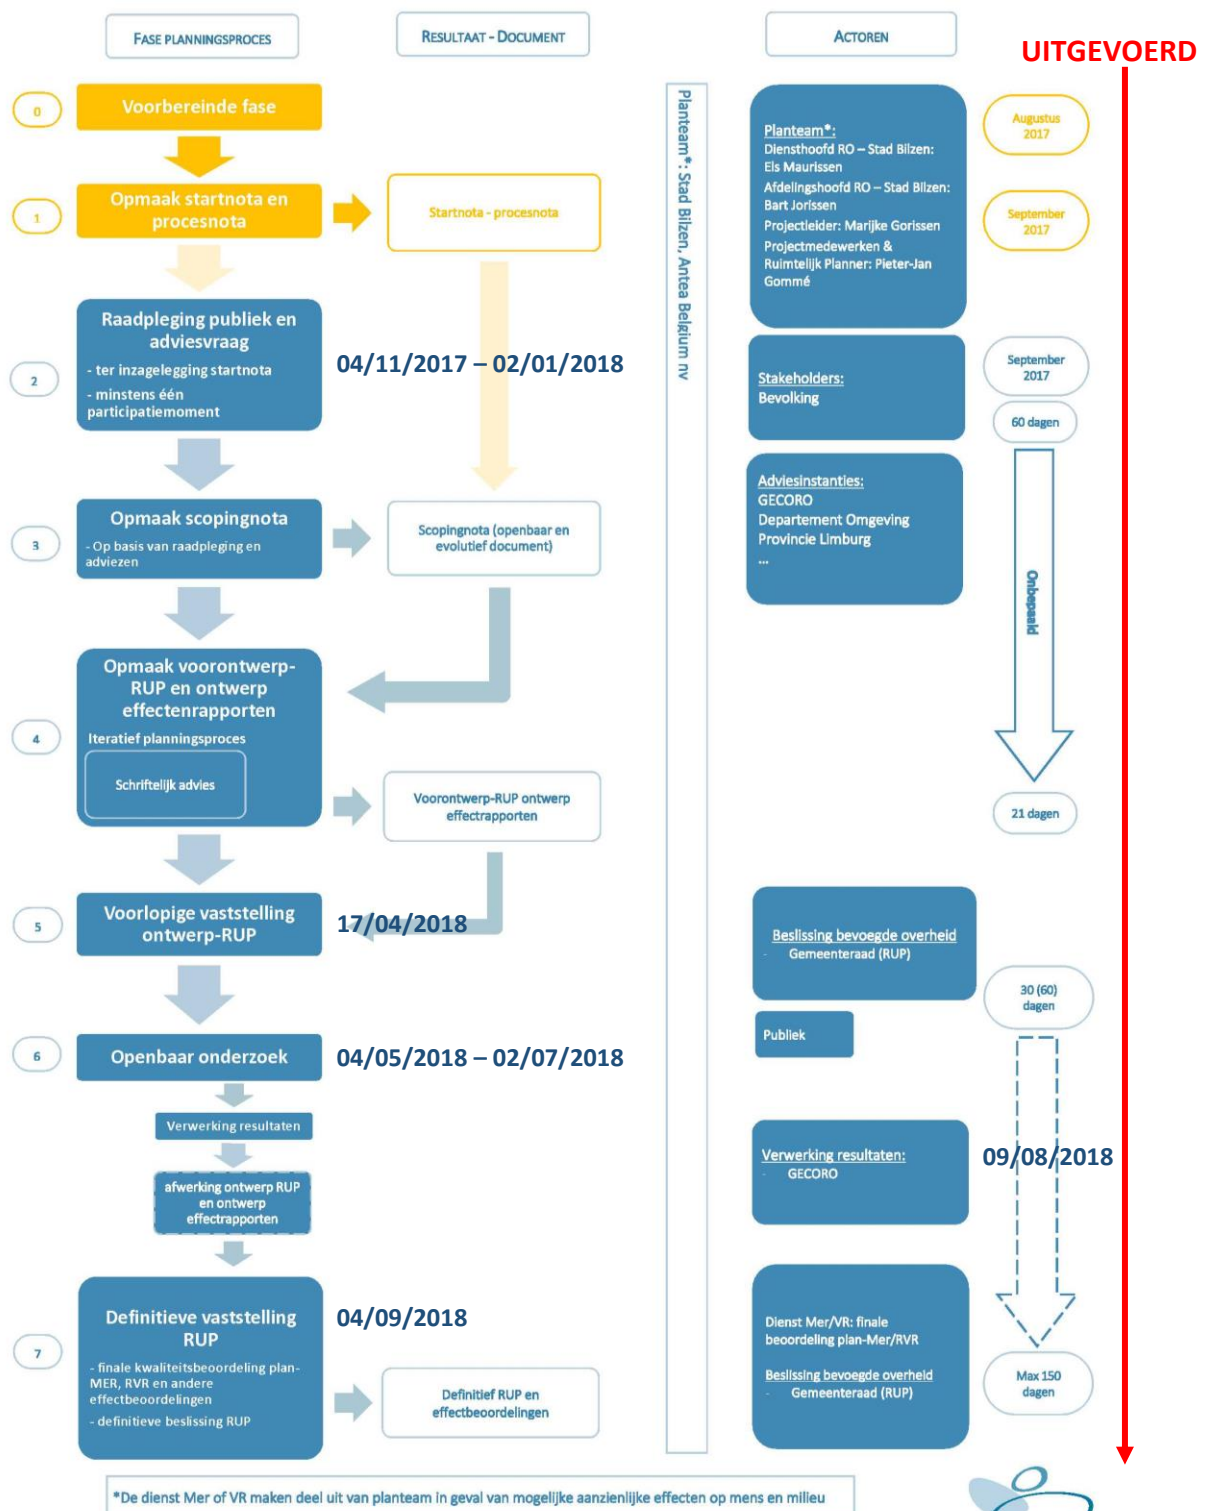 FASE PLANNINGSPROCES
RESULTAAT - DOCUMENT
ACTOREN
UITGEVOERD
0
Voorbereinde fase
Augustus
2017
1
Opmaak startnota en
procesnota
Startnota - procesnota
Planteam*: Stad Bilzen, Antea Belgium nv
Planteam*:
Diensthoofd RO – Stad Bilzen:
Els Maurissen
Afdelingshoofd RO – Stad Bilzen:
Bart Jorissen
Projectleider: Marijke Gorissen
Projectmedewerken &
Ruimtelijk Planner: Pieter-Jan
Gommé
September
2017
2
Raadpleging publiek en
adviesvraag
- ter inzagelegging startnota
- minstens één
participatiemoment
04/11/2017 – 02/01/2018
Stakeholders:
Bevolking
September
2017
60 dagen
3
Opmaak scopingnota
- Op basis van raadpleging en
adviezen
Scopingnota (openbaar en
evolutief document)
Adviesinstanties:
GECORO
Departement Omgeving
Provincie Limburg
...
Onbepaald
4
Opmaak voorontwerp-
RUP en ontwerp
effectenrapporten
Iteratief planningsproces
Schriftelijk advies
Voorontwerp-RUP ontwerp
effectrapporten
21 dagen
5
Voorlopige vaststelling
ontwerp-RUP
17/04/2018
Beslissing bevoegde overheid
- Gemeenteraad (RUP)
30 (60)
dagen
6
Openbaar onderzoek
04/05/2018 – 02/07/2018
Publiek
Verwerking resultaten
afwerking ontwerp RUP
en ontwerp
effectrapporten
Verwerking resultaten:
- GECORO
09/08/2018
7
Definitieve vaststelling
RUP
- finale kwaliteitsbeoordeling plan-
MER, RVR en andere
effectbeoordelingen
- definitieve beslissing RUP
04/09/2018
Definitief RUP en
effectbeoordelingen
Dienst Mer/VR: finale
beoordeling plan-Mer/RVR
Beslissing bevoegde overheid
- Gemeenteraad (RUP)
Max 150
dagen
*De dienst Mer of VR maken deel uit van planteam in geval van mogelijke aanzienlijke effecten op mens en milieu